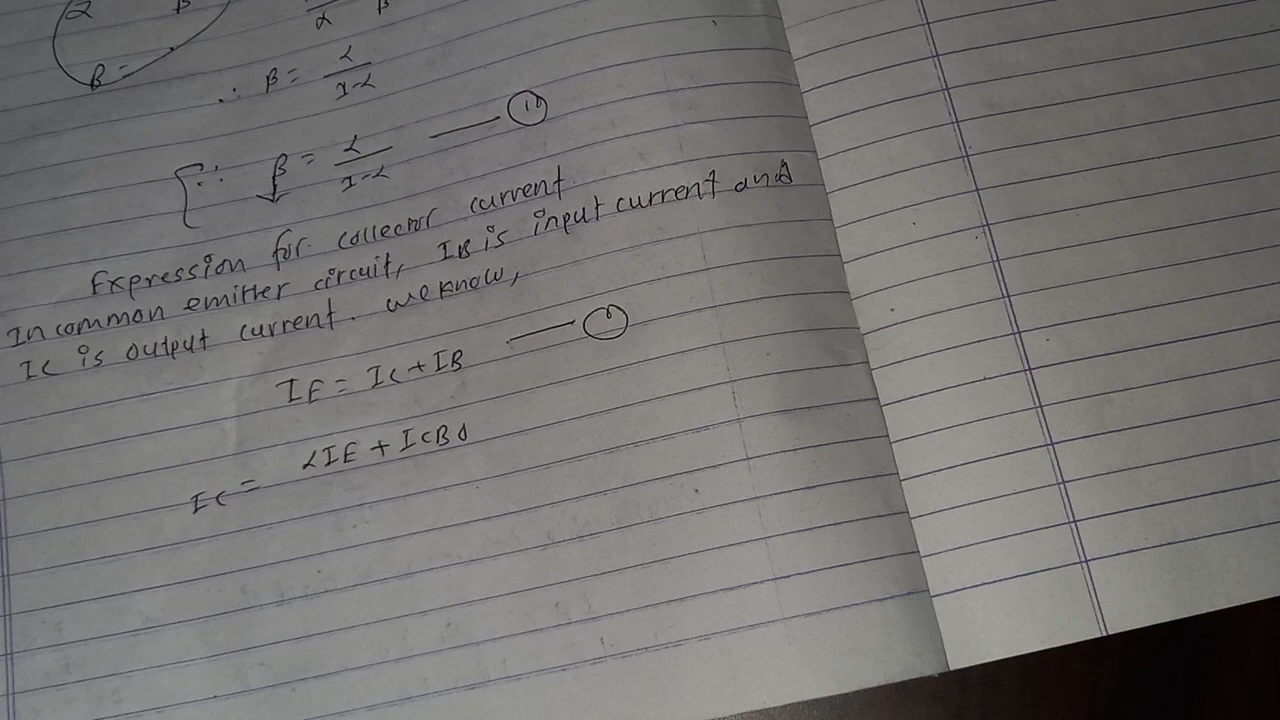 α β
α β
β =
∴ β = α/1-α
∵ β = α/1-α —— (ii)
Expression for collector current
In common emitter circuit, IB is input current and
IC is output current. we know,
IE = IC + IB —— (i)
IC = αIE + ICBO